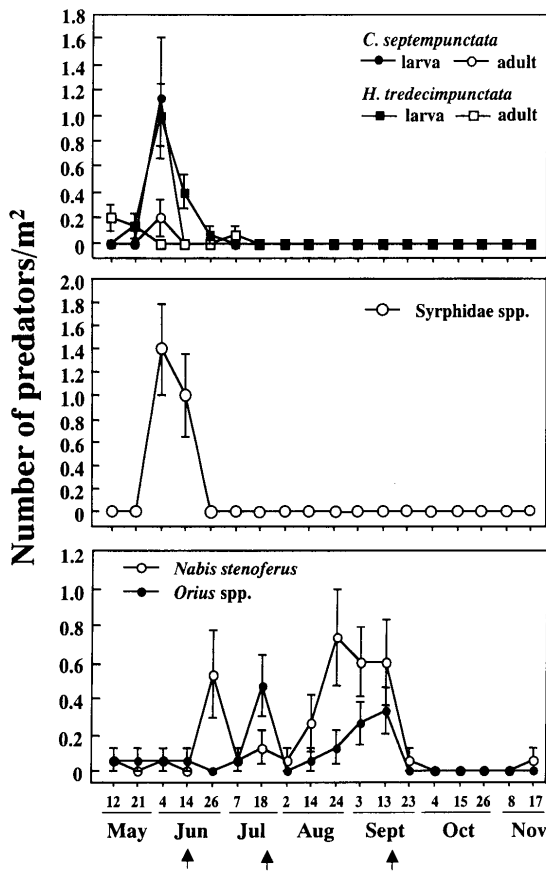 Number of predators/m²
1.8
1.6
1.4
1.2
1.0
0.8
0.6
0.4
0.2
0
C. septempunctata
larva adult
H. tredecimpunctata
larva adult
2.0
1.8
1.6
1.4
1.2
1.0
0.8
0.6
0.4
0.2
0
Syrphidae spp.
1.2
1.0
0.8
0.6
0.4
0.2
0
Nabis stenoferus
Orius spp.
12 21 4 14 26 7 18 2 14 24 3 13 23 4 15 26 8 17
May Jun Jul Aug Sept Oct Nov